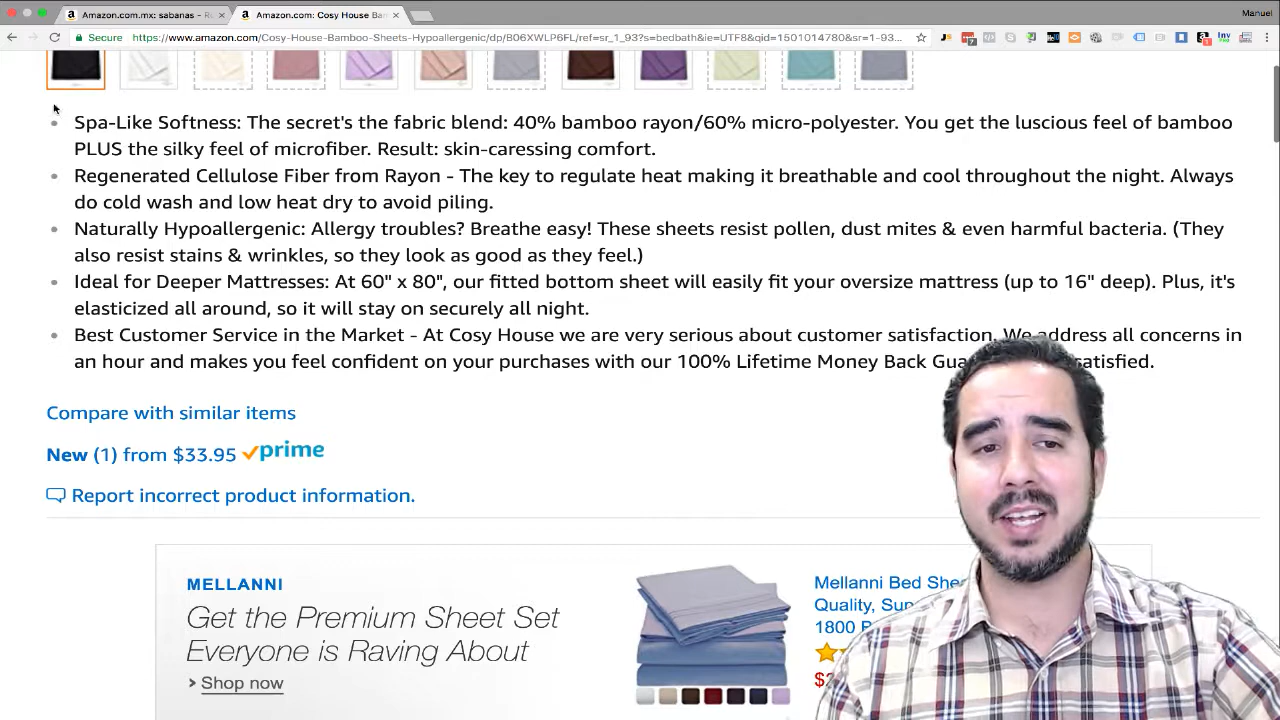 Amazon.com.mx: sabanas - R
Amazon.com: Cosy House Ba
Manuel
Secure https://www.amazon.com/Cosy-House-Bamboo-Sheets-Hypoallergenic/dp/B06XWLP6FL/ref=sr_1_93?s=bedbath&ie=UTF8&qid=1501014780&sr=1-93...
Spa-Like Softness: The secret's the fabric blend: 40% bamboo rayon/60% micro-polyester. You get the luscious feel of bamboo
PLUS the silky feel of microfiber. Result: skin-caressing comfort.
Regenerated Cellulose Fiber from Rayon - The key to regulate heat making it breathable and cool throughout the night. Always
do cold wash and low heat dry to avoid piling.
Naturally Hypoallergenic: Allergy troubles? Breathe easy! These sheets resist pollen, dust mites & even harmful bacteria. (They
also resist stains & wrinkles, so they look as good as they feel.)
Ideal for Deeper Mattresses: At 60" x 80", our fitted bottom sheet will easily fit your oversize mattress (up to 16" deep). Plus, it's
elasticized all around, so it will stay on securely all night.
Best Customer Service in the Market - At Cosy House we are very serious about customer satisfaction. We address all concerns in
an hour and makes you feel confident on your purchases with our 100% Lifetime Money Back Gua satisfied.
Compare with similar items
New (1) from $33.95 prime
Report incorrect product information.
MELLANNI
Get the Premium Sheet Set
Everyone is Raving About
> Shop now
Mellanni Bed She
Quality, Su
1800 P
$2